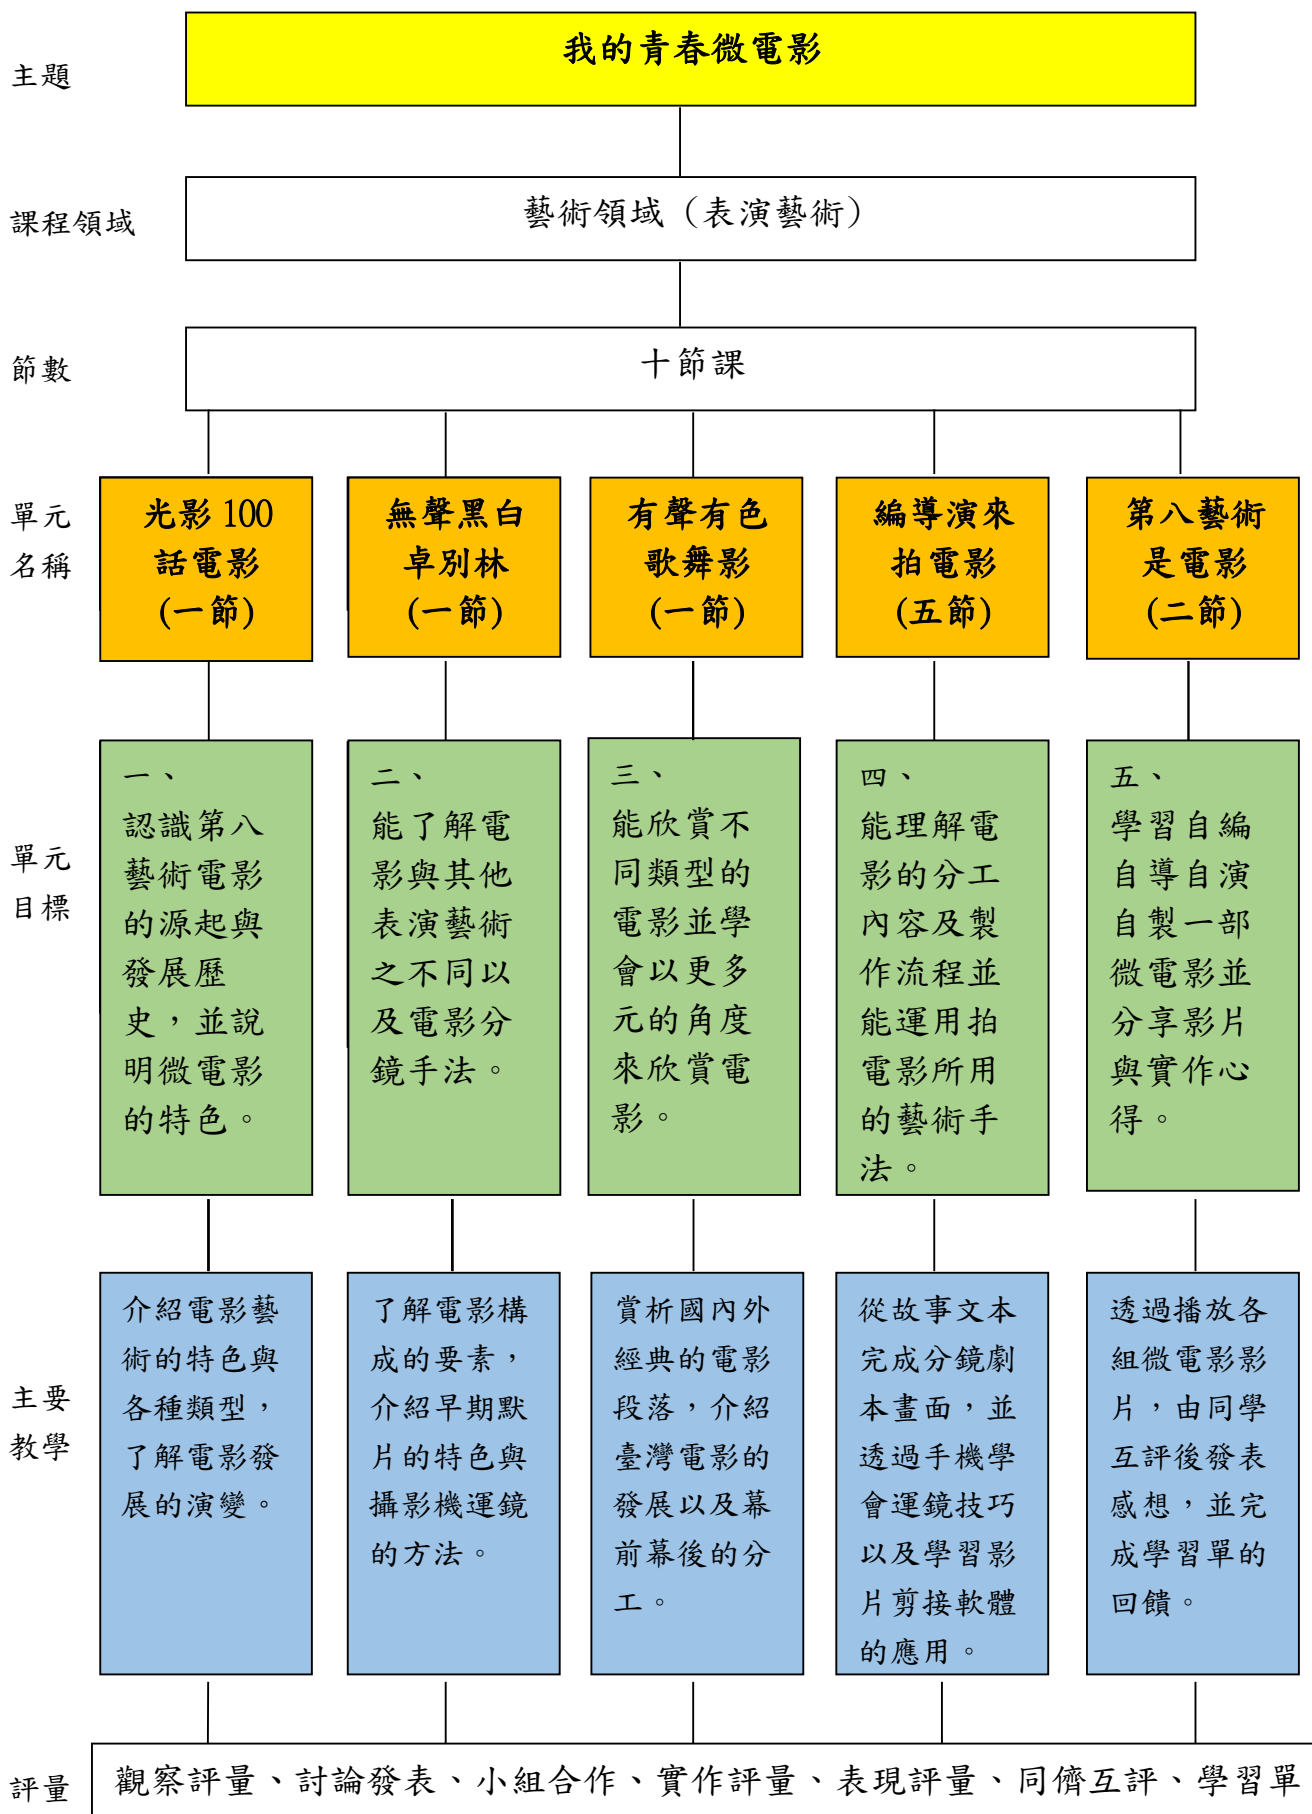 主題
我的青春微電影
課程領域
藝術領域（表演藝術）
節數
十節課
單元
名稱
光影 100
話電影
(一節)
無聲黑白
卓別林
(一節)
有聲有色
歌舞影
(一節)
編導演來
拍電影
(五節)
第八藝術
是電影
(二節)
單元
目標
一、
認識第八
藝術電影
的源起與
發展歷
史，並說
明微電影
的特色。
二、
能了解電
影與其他
表演藝術
之不同以
及電影分
鏡手法。
三、
能欣賞不
同類型的
電影並學
會以更多
元的角度
來欣賞電
影。
四、
能理解電
影的分工
內容及製
作流程並
能運用拍
電影所用
的藝術手
法。
五、
學習自編
自導自演
自製一部
微電影並
分享影片
與實作心
得。
主要
教學
介紹電影藝
術的特色與
各種類型，
了解電影發
展的演變。
了解電影構
成的要素，
介紹早期默
片的特色與
攝影機運鏡
的方法。
賞析國內外
經典的電影
段落，介紹
臺灣電影的
發展以及幕
前幕後的分
工。
從故事文本
完成分鏡劇
本畫面，並
透過手機學
會運鏡技巧
以及學習影
片剪接軟體
的應用。
透過播放各
組微電影影
片，由同學
互評後發表
感想，並完
成學習單的
回饋。
評量
觀察評量、討論發表、小組合作、實作評量、表現評量、同儕互評、學習單